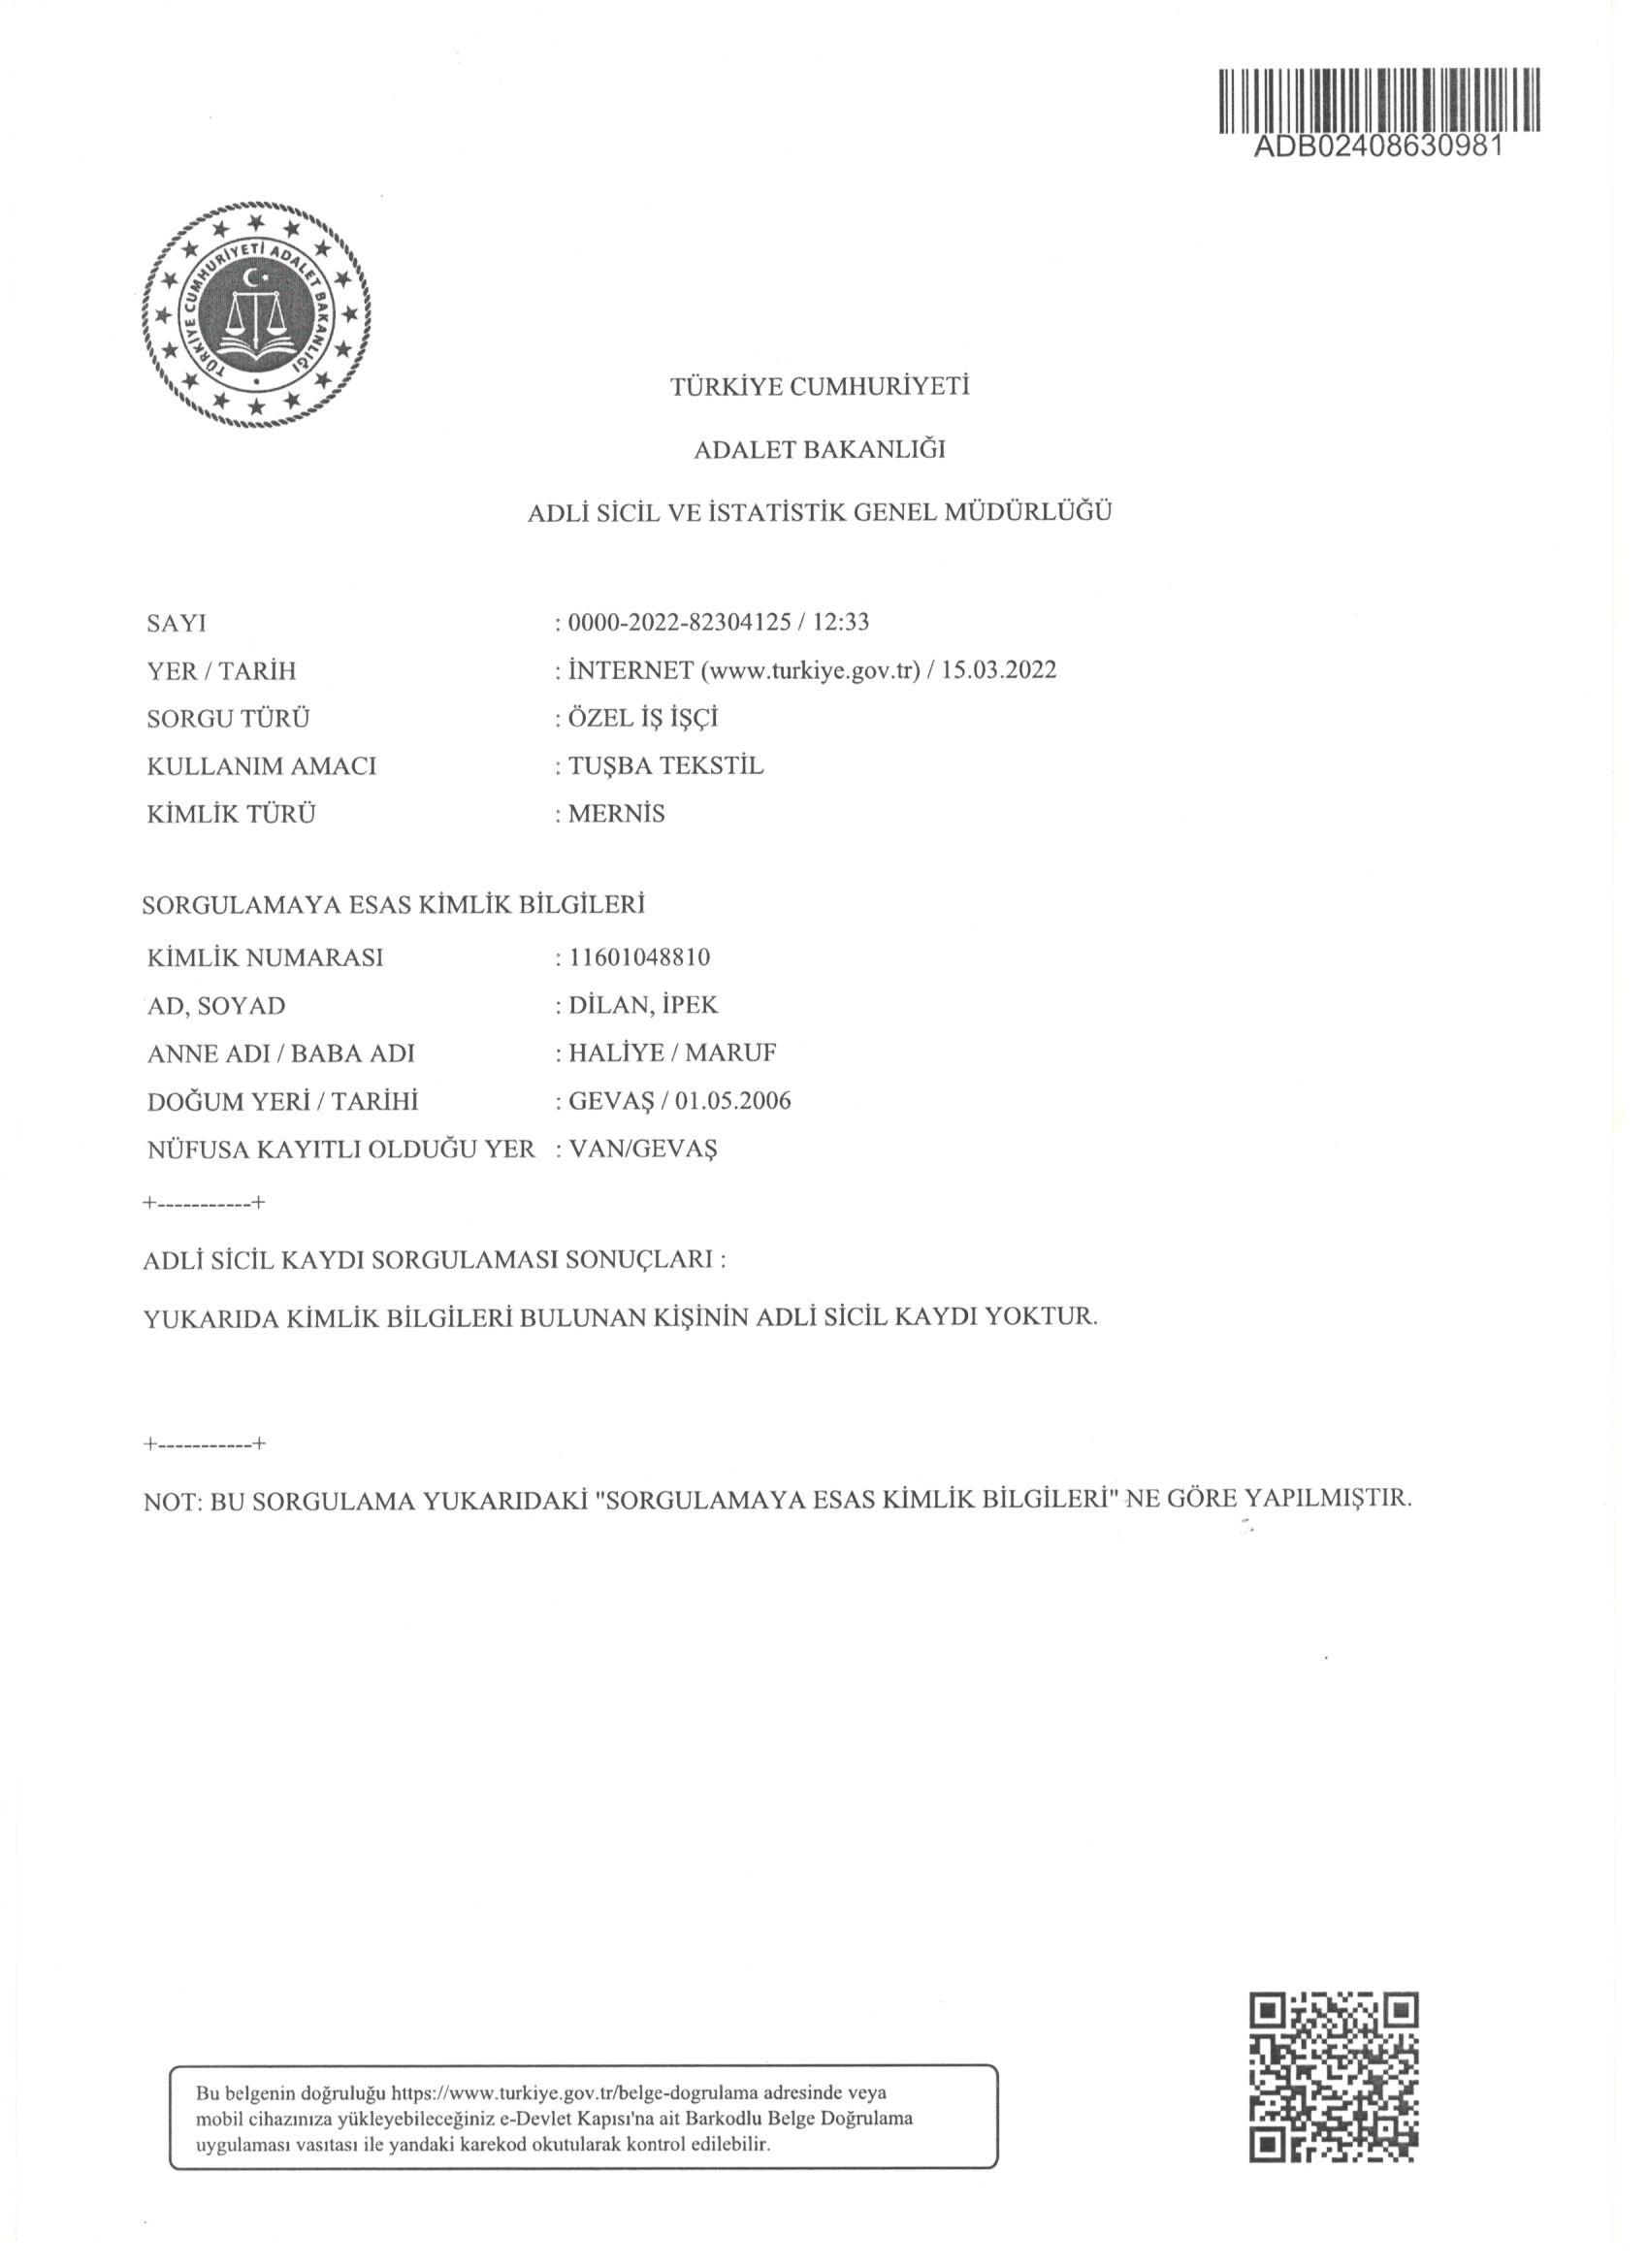 ADB02408630981
TÜRKİYE CUMHURİYETİ ADALET BAKANLIĞI
TÜRKİYE CUMHURİYETİ
ADALET BAKANLIĞI
ADLİ SİCİL VE İSTATİSTİK GENEL MÜDÜRLÜĞÜ
SAYI : 0000-2022-82304125 / 12:33
YER / TARİH : İNTERNET (www.turkiye.gov.tr) / 15.03.2022
SORGU TÜRÜ : ÖZEL İŞ İŞÇİ
KULLANIM AMACI : TUŞBA TEKSTİL
KİMLİK TÜRÜ : MERNİS
SORGULAMAYA ESAS KİMLİK BİLGİLERİ
KİMLİK NUMARASI : 11601048810
AD, SOYAD : DİLAN, İPEK
ANNE ADI / BABA ADI : HALİYE / MARUF
DOĞUM YERİ / TARİHİ : GEVAŞ / 01.05.2006
NÜFUSA KAYITLI OLDUĞU YER : VAN/GEVAŞ
+-----------+
ADLİ SİCİL KAYDI SORGULAMASI SONUÇLARI :
YUKARIDA KİMLİK BİLGİLERİ BULUNAN KİŞİNİN ADLİ SİCİL KAYDI YOKTUR.
+-----------+
NOT: BU SORGULAMA YUKARIDAKİ "SORGULAMAYA ESAS KİMLİK BİLGİLERİ" NE GÖRE YAPILMIŞTIR.
Bu belgenin doğruluğu https://www.turkiye.gov.tr/belge-dogrulama adresinde veya
mobil cihazınıza yükleyebileceğiniz e-Devlet Kapısı'na ait Barkodlu Belge Doğrulama
uygulaması vasıtası ile yandaki karekod okutularak kontrol edilebilir.